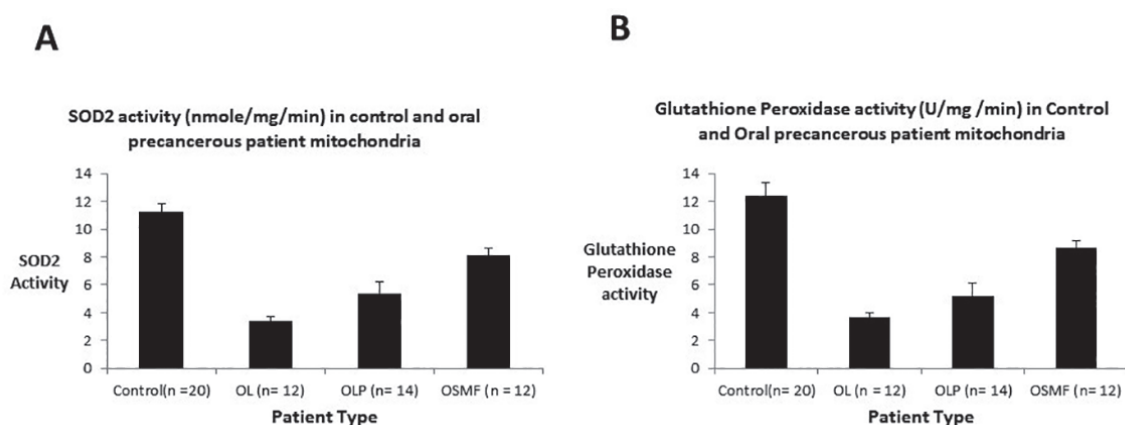 A
SOD2 activity (nmole/mg/min) in control and oral
precancerous patient mitochondria
14
12
10
8
6
4
2
0
SOD2
Activity
Control(n =20) OL (n= 12) OLP (n= 14) OSMF (n = 12)
Patient Type
B
Glutathione Peroxidase activity (U/mg /min) in Control
and Oral precancerous patient mitochondria
14
12
10
8
6
4
2
0
Glutathione
Peroxidase
activity
Control(n= 20) OL (n= 12) OLP (n= 14) OSMF (n= 12)
Patient Type